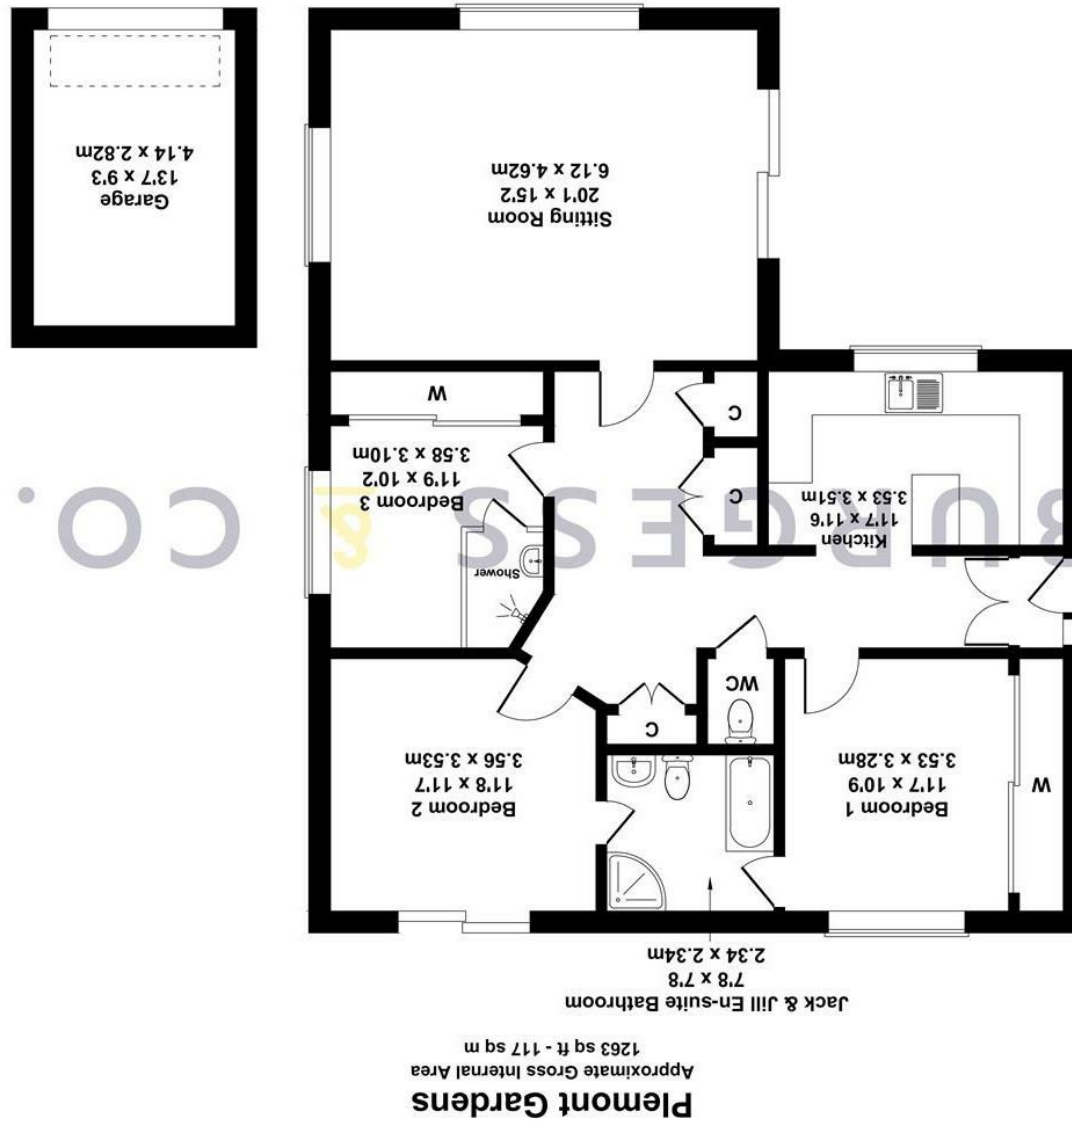 Plemont Gardens
Approximate Gross Internal Area
1263 sq ft - 117 sq m
Jack & Jill En-suite Bathroom
7'8 x 7'8
2.34 x 2.34m
W
Bedroom 1
11'7 x 10'9
3.53 x 3.28m
Bedroom 2
11'8 x 11'7
3.56 x 3.53m
C
WC
Shower
Bedroom 3
11'9 x 10'2
3.58 x 3.10m
W
Kitchen
11'7 x 11'6
3.53 x 3.51m
C
C
BURGESS & CO.
Sitting Room
20'1 x 15'2
6.12 x 4.62m
Garage
13'7 x 9'3
4.14 x 2.82m